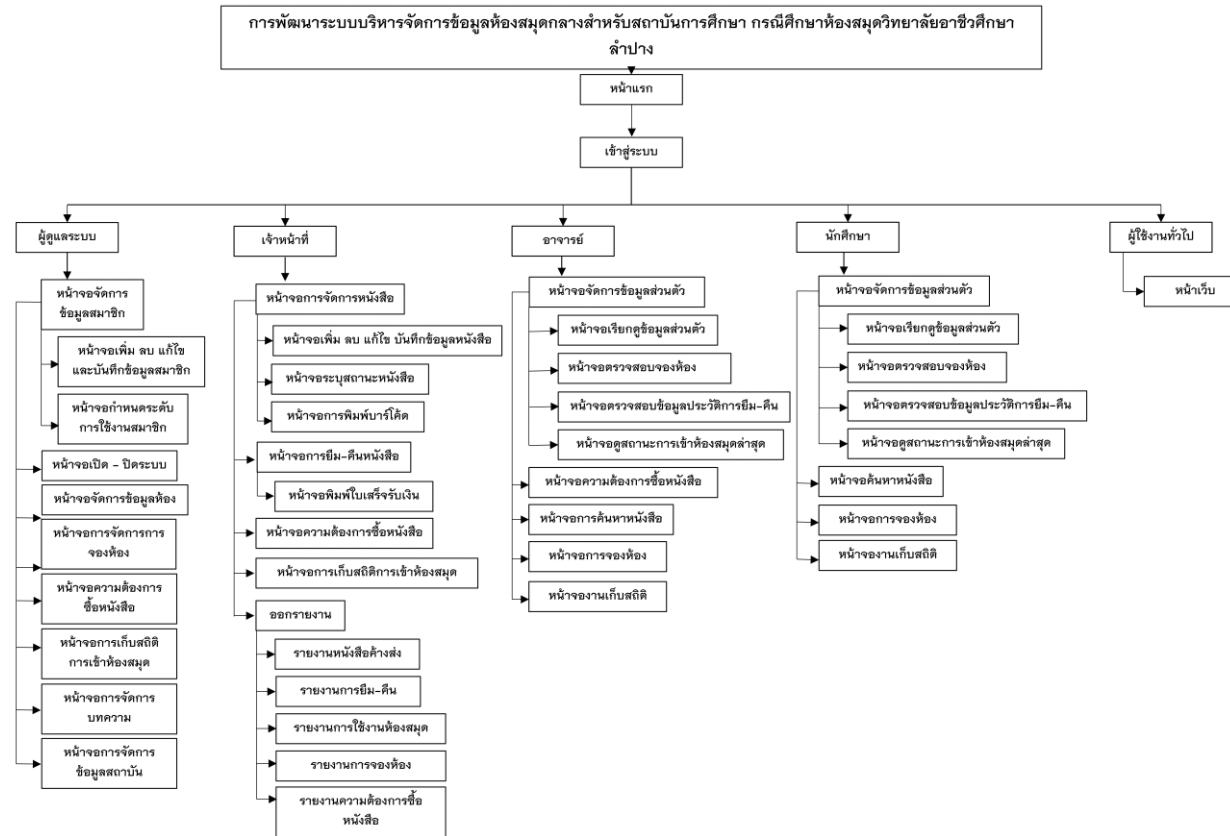 การพัฒนาระบบบริหารจัดการข้อมูลห้องสมุดกลางสำหรับสถาบันการศึกษา กรณีศึกษาห้องสมุดวิทยาลัยอาชีวศึกษา
ลำปาง
หน้าแรก
เข้าสู่ระบบ
ผู้ดูแลระบบ
หน้าจอจัดการ
ข้อมูลสมาชิก
หน้าจอเพิ่ม ลบ แก้ไข
และบันทึกข้อมูลสมาชิก
หน้าจอกำหนดระดับ
การใช้งานสมาชิก
หน้าจอเปิด - ปิดระบบ
หน้าจอจัดการข้อมูลห้อง
หน้าจอการจัดการการ
จองห้อง
หน้าจอความต้องการ
ซื้อหนังสือ
หน้าจอการเก็บสถิติ
การเข้าห้องสมุด
หน้าจอการจัดการ
บทความ
หน้าจอการจัดการ
ข้อมูลสถาบัน
เจ้าหน้าที่
หน้าจอการจัดการหนังสือ
หน้าจอเพิ่ม ลบ แก้ไข บันทึกข้อมูลหนังสือ
หน้าจอระบุสถานะหนังสือ
หน้าจอการพิมพ์บาร์โค้ด
หน้าจอการยืม-คืนหนังสือ
หน้าจอพิมพ์ใบเสร็จรับเงิน
หน้าจอความต้องการซื้อหนังสือ
หน้าจอการเก็บสถิติการเข้าห้องสมุด
ออกรายงาน
รายงานหนังสือค้างส่ง
รายงานการยืม-คืน
รายงานการใช้งานห้องสมุด
รายงานการจองห้อง
รายงานความต้องการซื้อ
หนังสือ
อาจารย์
หน้าจอจัดการข้อมูลส่วนตัว
หน้าจอเรียกดูข้อมูลส่วนตัว
หน้าจอตรวจสอบจองห้อง
หน้าจอตรวจสอบข้อมูลประวัติการยืม-คืน
หน้าจอดูสถานะการเข้าห้องสมุดล่าสุด
หน้าจอความต้องการซื้อหนังสือ
หน้าจอการค้นหาหนังสือ
หน้าจอการจองห้อง
หน้าจองานเก็บสถิติ
นักศึกษา
หน้าจอจัดการข้อมูลส่วนตัว
หน้าจอเรียกดูข้อมูลส่วนตัว
หน้าจอตรวจสอบจองห้อง
หน้าจอตรวจสอบข้อมูลประวัติการยืม-คืน
หน้าจอดูสถานะการเข้าห้องสมุดล่าสุด
หน้าจอค้นหาหนังสือ
หน้าจอการจองห้อง
หน้าจองานเก็บสถิติ
ผู้ใช้งานทั่วไป
หน้าเว็บ